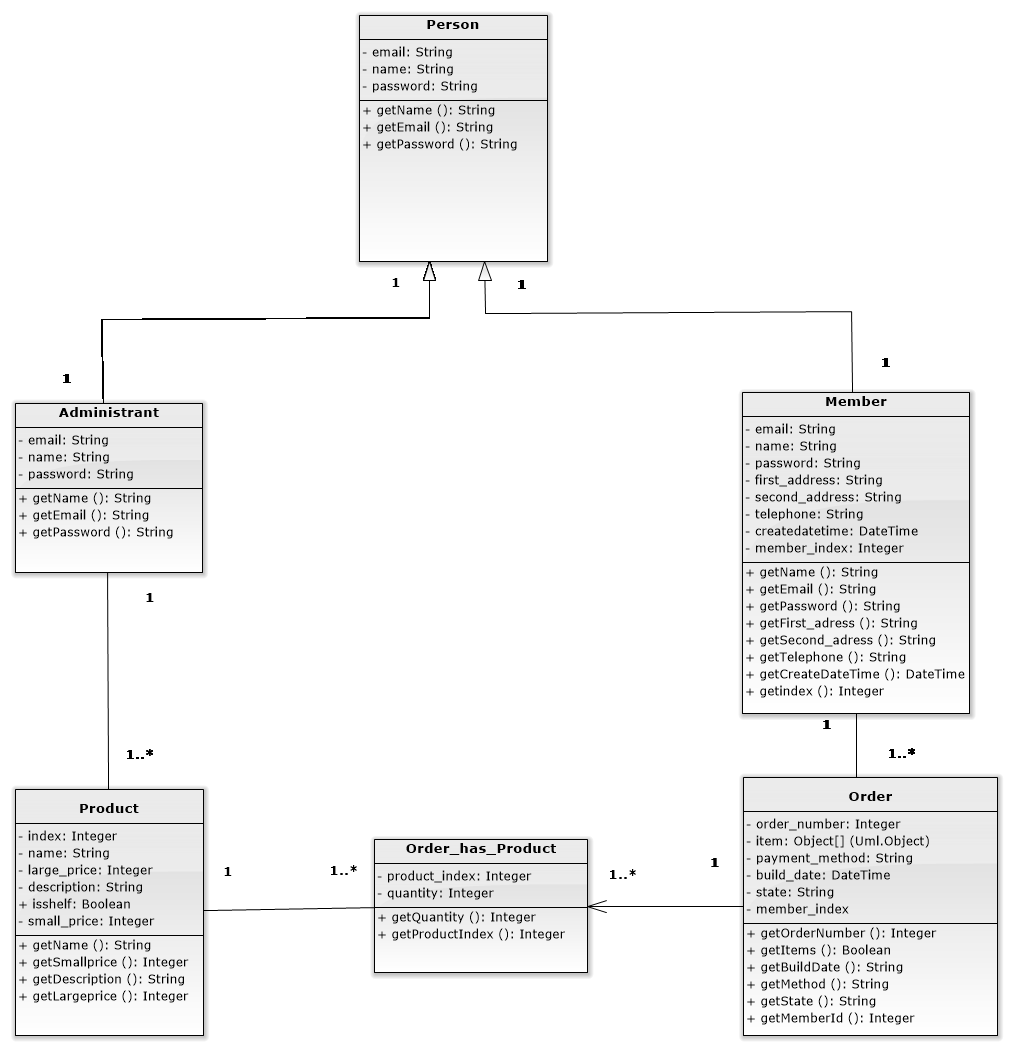 Person
- email: String
- name: String
- password: String
+ getName (): String
+ getEmail (): String
+ getPassword (): String
1
1
1
1
Administrant
- email: String
- name: String
- password: String
+ getName (): String
+ getEmail (): String
+ getPassword (): String
Member
- email: String
- name: String
- password: String
- first_address: String
- second_address: String
- telephone: String
- createdatetime: DateTime
- member_index: Integer
+ getName (): String
+ getEmail (): String
+ getPassword (): String
+ getFirst_adress (): String
+ getSecond_adress (): String
+ getTelephone (): String
+ getCreateDateTime (): DateTime
+ getindex (): Integer
1
1..*
1
1..*
Product
- index: Integer
- name: String
- large_price: Integer
- description: String
+ isshelf: Boolean
- small_price: Integer
+ getName (): String
+ getSmallprice (): Integer
+ getDescription (): String
+ getLargeprice (): Integer
1
1..*
Order_has_Product
- product_index: Integer
- quantity: Integer
+ getQuantity (): Integer
+ getProductIndex (): Integer
1..*
1
Order
- order_number: Integer
- item: Object[] (Uml.Object)
- payment_method: String
- build_date: DateTime
- state: String
- member_index
+ getOrderNumber (): Integer
+ getItems (): Boolean
+ getBuildDate (): String
+ getMethod (): String
+ getState (): String
+ getMemberId (): Integer